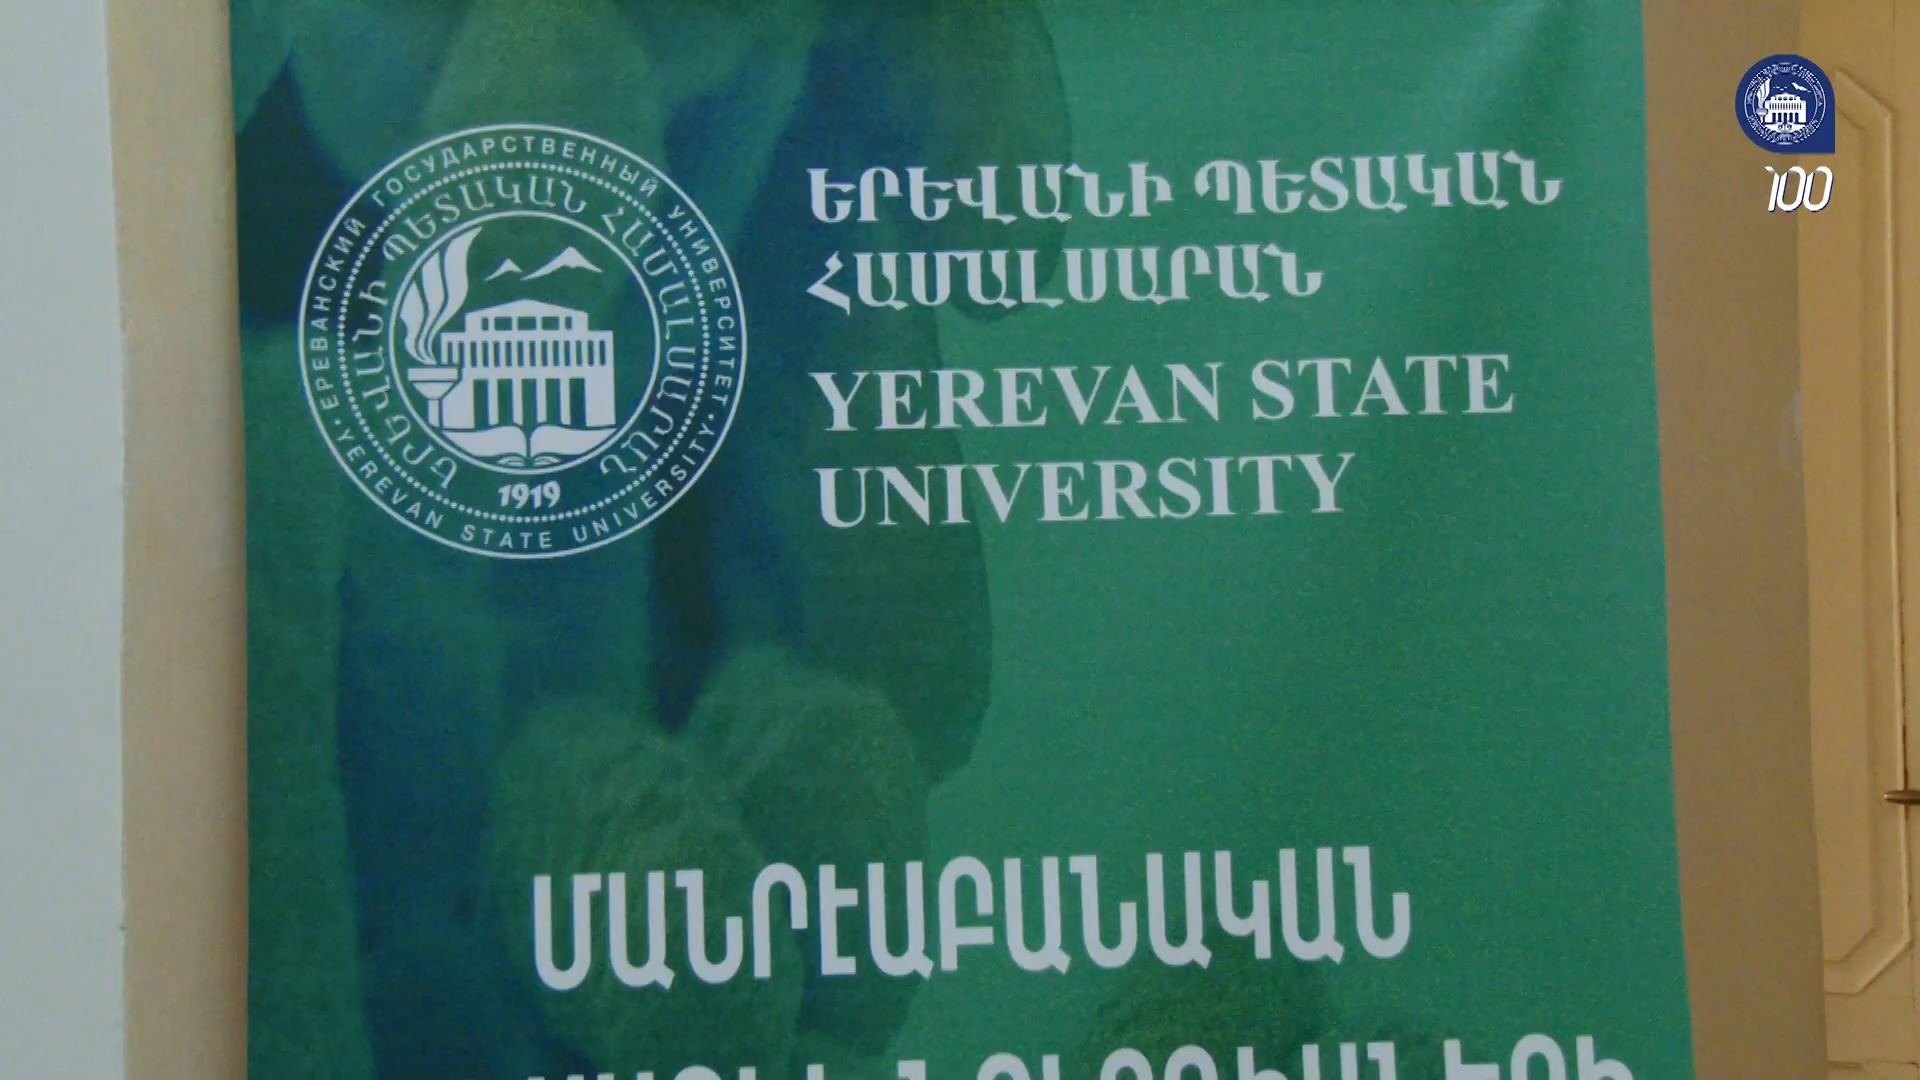 ЕРЕВАНСКИЙ ГОСУДАРСТВЕННЫЙ УНИВЕРСИТЕТ
ԵՐԵՎԱՆԻ ՊԵՏԱԿԱՆ ՀԱՄԱԼՍԱՐԱՆ
1919
YEREVAN STATE UNIVERSITY
ԵՐԵՎԱՆԻ ՊԵՏԱԿԱՆ
ՀԱՄԱԼՍԱՐԱՆ
YEREVAN STATE
UNIVERSITY
ՄԱՆՐԷԱԲԱՆԱԿԱՆ
100